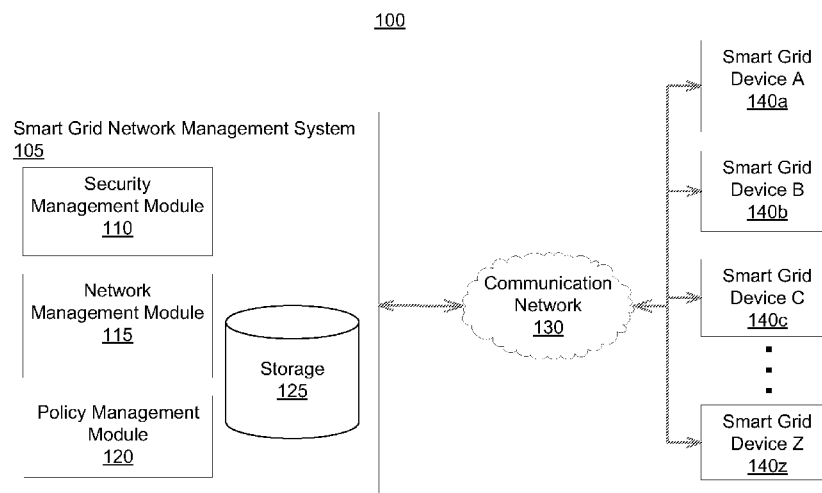 100
Smart Grid Network Management System
105
Security
Management Module
110
Network
Management Module
115
Policy Management
Module
120
Storage
125
Communication
Network
130
Smart Grid
Device A
140a
Smart Grid
Device B
140b
Smart Grid
Device C
140c
Smart Grid
Device Z
140z